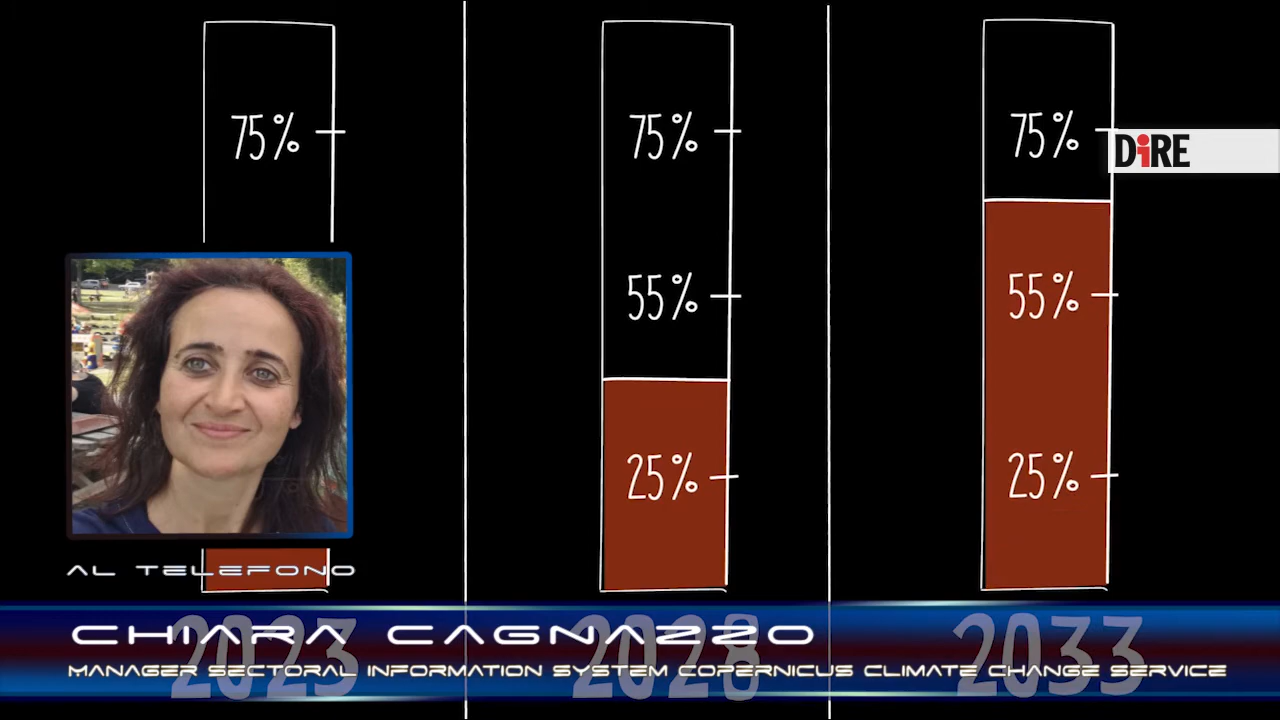 75%
75%
75%
DiRE
55%
55%
25%
25%
AL TELEFONO
2023
2028
2033
CHIARA CAGNAZZO
MANAGER SECTORAL INFORMATION SYSTEM COPERNICUS CLIMATE CHANGE SERVICE